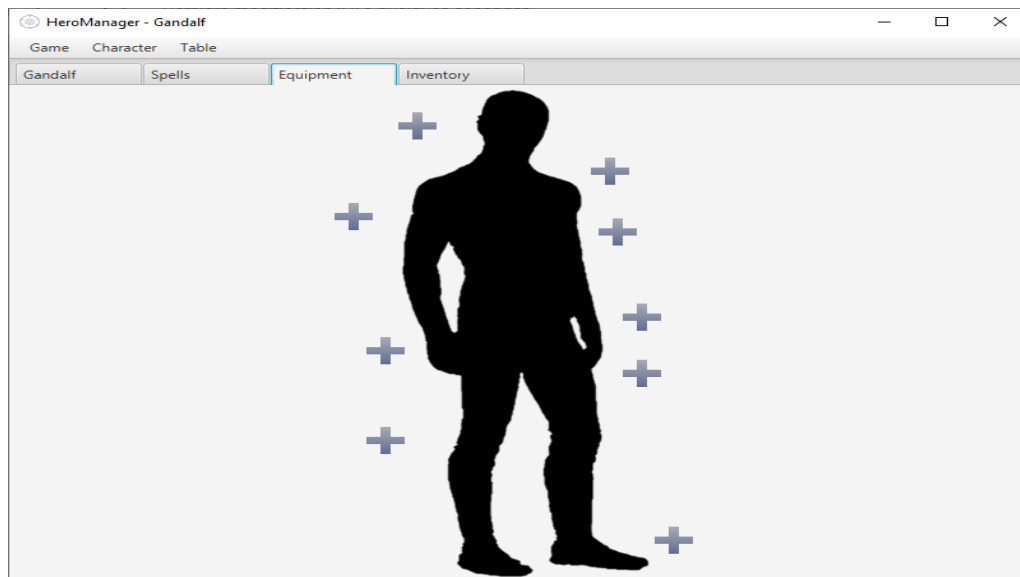 HeroManager - Gandalf
Game Character Table
Gandalf Spells Equipment Inventory